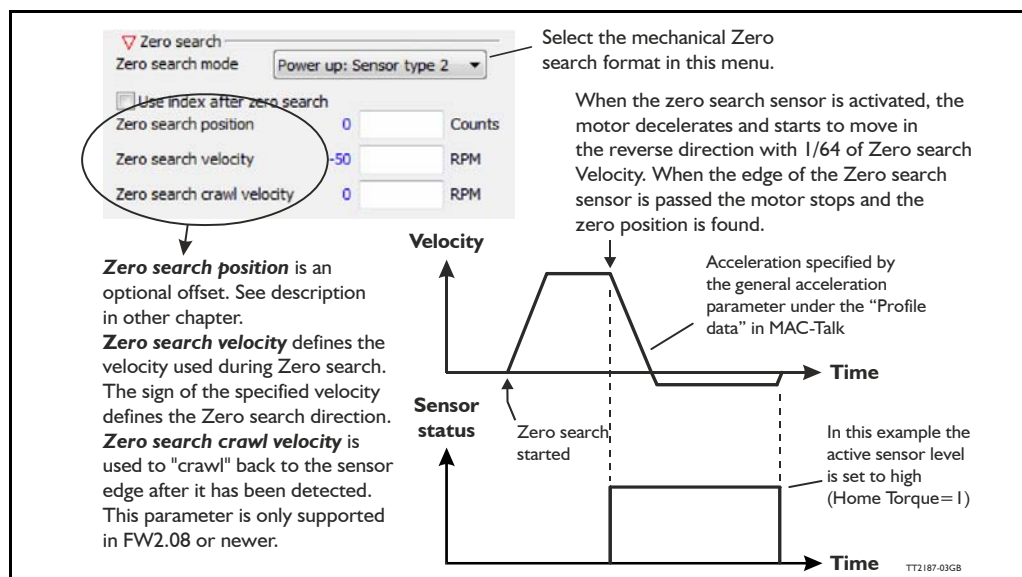 Zero search
Zero search mode Power up: Sensor type 2
Use index after zero search
Zero search position 0 Counts
Zero search velocity -50 RPM
Zero search crawl velocity 0 RPM
Select the mechanical Zero
search format in this menu.
When the zero search sensor is activated, the
motor decelerates and starts to move in
the reverse direction with 1/64 of Zero search
Velocity. When the edge of the Zero search
sensor is passed the motor stops and the
zero position is found.
Zero search position is an
optional offset. See description
in other chapter.
Zero search velocity defines the
velocity used during Zero search.
The sign of the specified velocity
defines the Zero search direction.
Zero search crawl velocity is
used to "crawl" back to the sensor
edge after it has been detected.
This parameter is only supported
in FW2.08 or newer.
Velocity
Acceleration specified by
the general acceleration
parameter under the “Profile
data” in MAC-Talk
Time
Zero search
started
Sensor
status
In this example the
active sensor level
is set to high
(Home Torque=1)
Time
TT2187-03GB